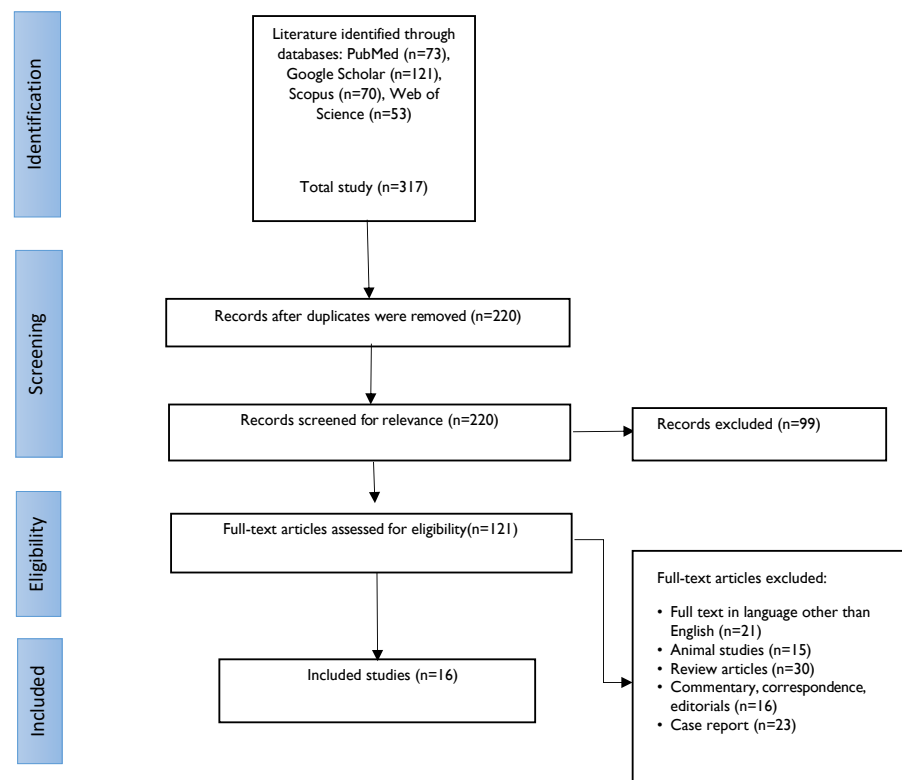 Identification
Literature identified through
databases: PubMed (n=73),
Google Scholar (n=121),
Scopus (n=70), Web of
Science (n=53)
Total study (n=317)
Screening
Records after duplicates were removed (n=220)
Records screened for relevance (n=220)
Records excluded (n=99)
Eligibility
Full-text articles assessed for eligibility(n=121)
Full-text articles excluded:
• Full text in language other than
English (n=21)
• Animal studies (n=15)
• Review articles (n=30)
• Commentary, correspondence,
editorials (n=16)
• Case report (n=23)
Included
Included studies (n=16)